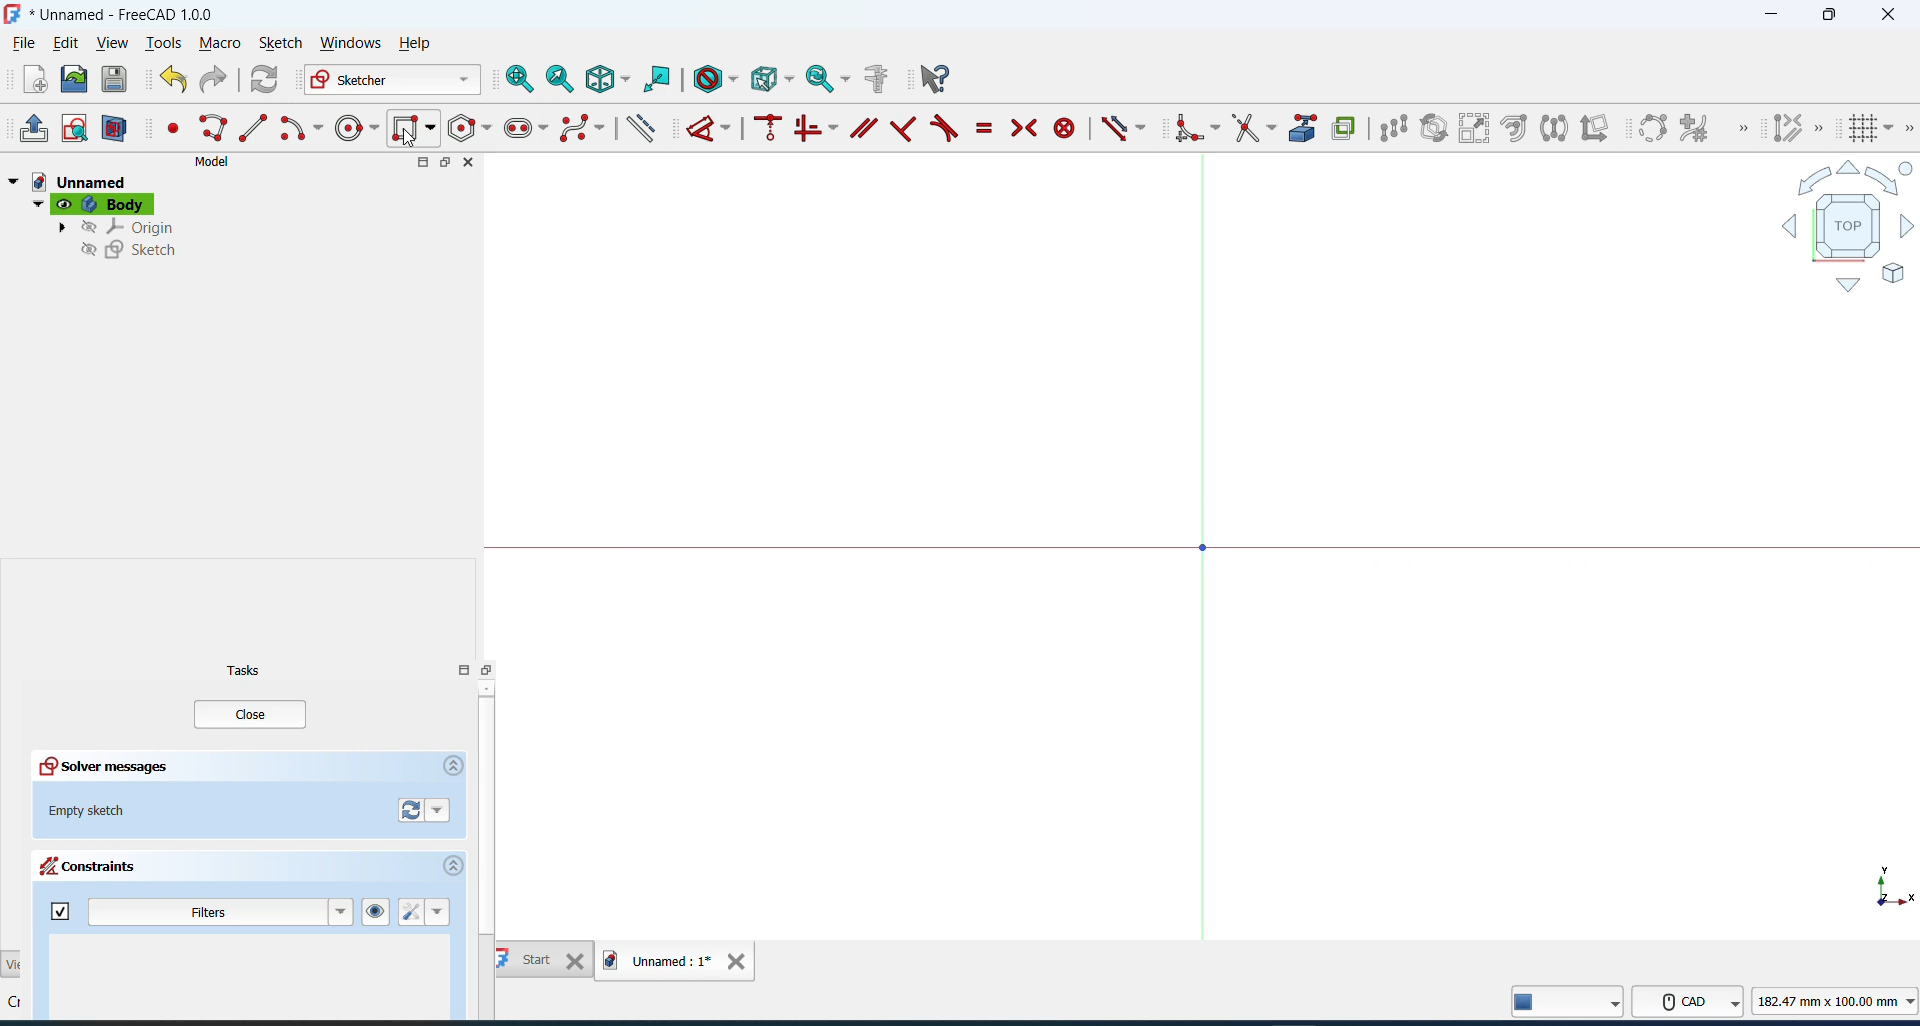 * Unnamed - FreeCAD 1.0.0
File Edit View Tools Macro Sketch Windows Help
Sketcher
Model
Unnamed
Body
Origin
Sketch
TOP
Tasks
Close
Solver messages
Empty sketch
Constraints
Filters
Y
Z
X
Start
Unnamed : 1*
CAD
182.47 mm x 100.00 mm